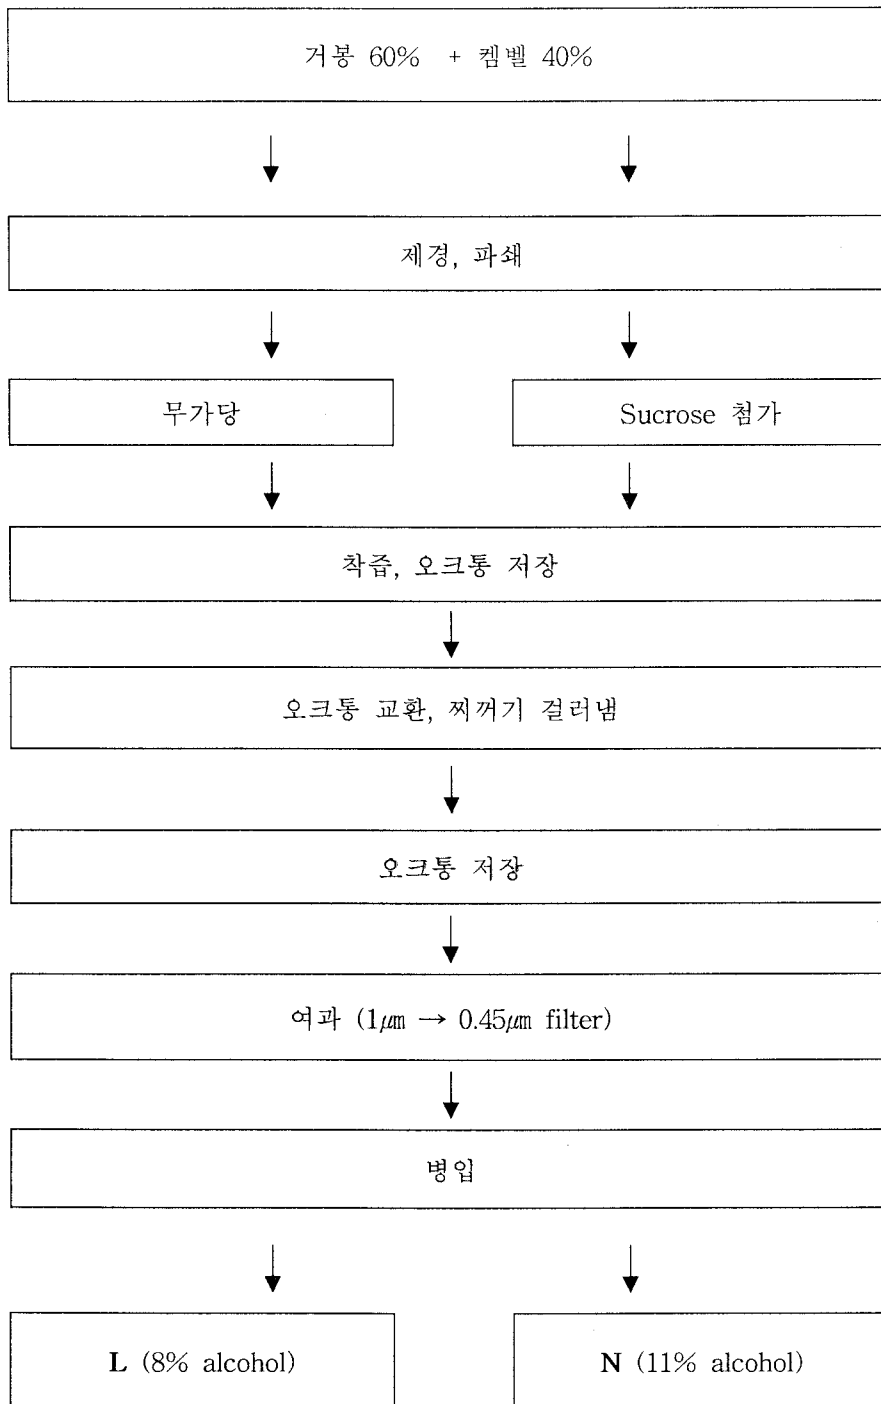 거봉 60% + 켐벨 40%
제경, 파쇄
무가당
Sucrose 첨가
착즙, 오크통 저장
오크통 교환, 찌꺼기 걸러냄
오크통 저장
여과 (1㎛ → 0.45㎛ filter)
병입
L (8% alcohol)
N (11% alcohol)